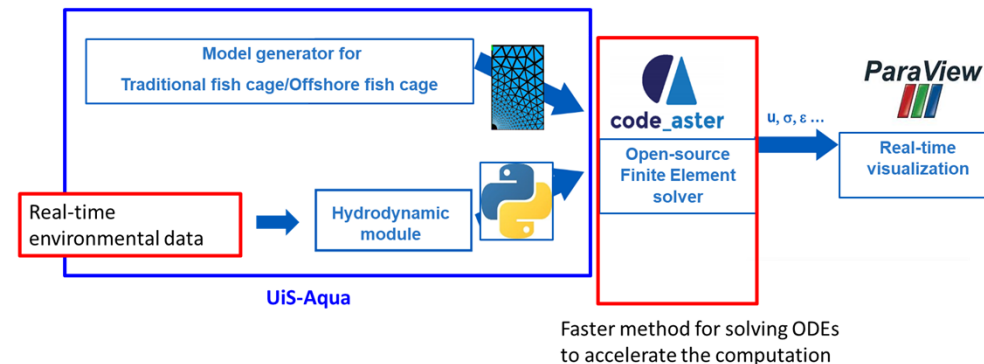 Model generator for
Traditional fish cage/Offshore fish cage
Real-time
environmental data
Hydrodynamic
module
UiS-Aqua
code_aster
Open-source
Finite Element
solver
Faster method for solving ODEs
to accelerate the computation
u, σ, ε ...
ParaView
Real-time
visualization